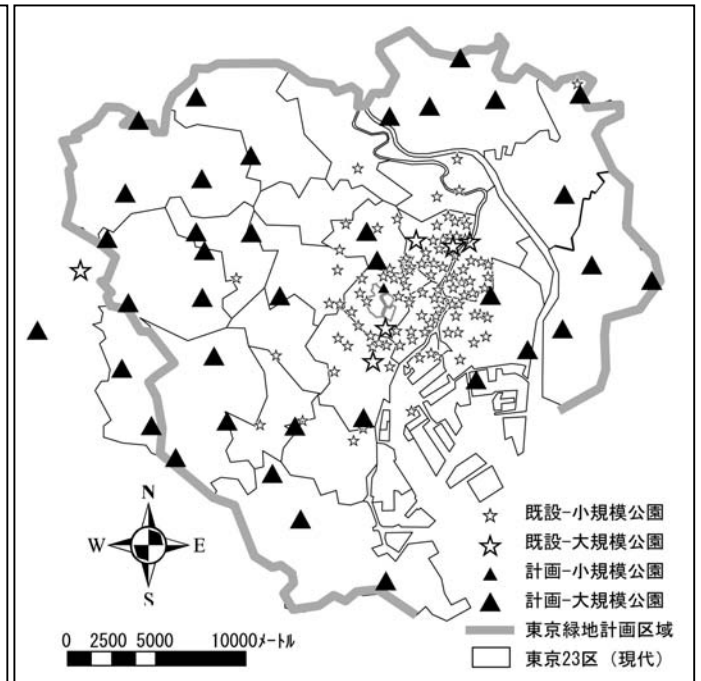 N
W E
S
0 2500 5000 10000メートル
既設-小規模公園
既設-大規模公園
計画-小規模公園
計画-大規模公園
東京緑地計画区域
東京23区（現代）